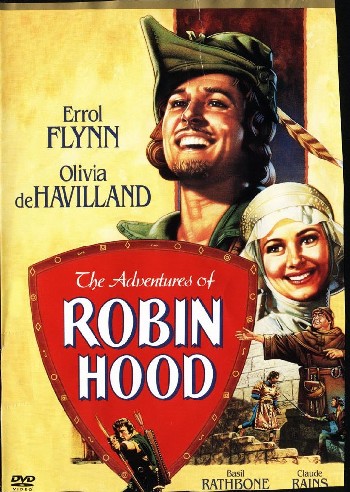 Errol
FLYNN
Olivia
deHAVILLAND
The Adventures of
ROBIN
HOOD
Basil
RATHBONE
Claude
RAINS
DVD
VIDEO